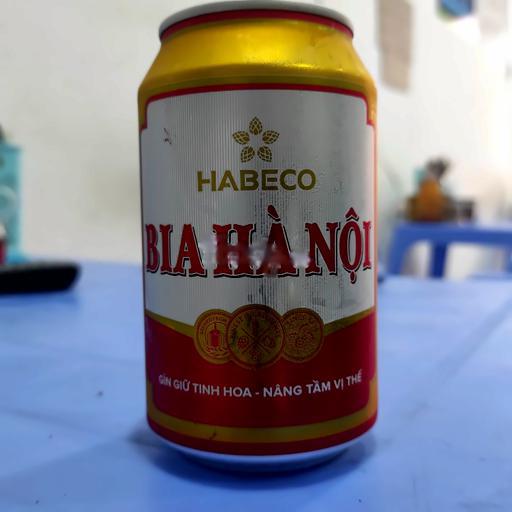 HABECO
BIA HÀ NỘI
GÌN GIỮ TINH HOA - NÂNG TẦM VỊ THẾ